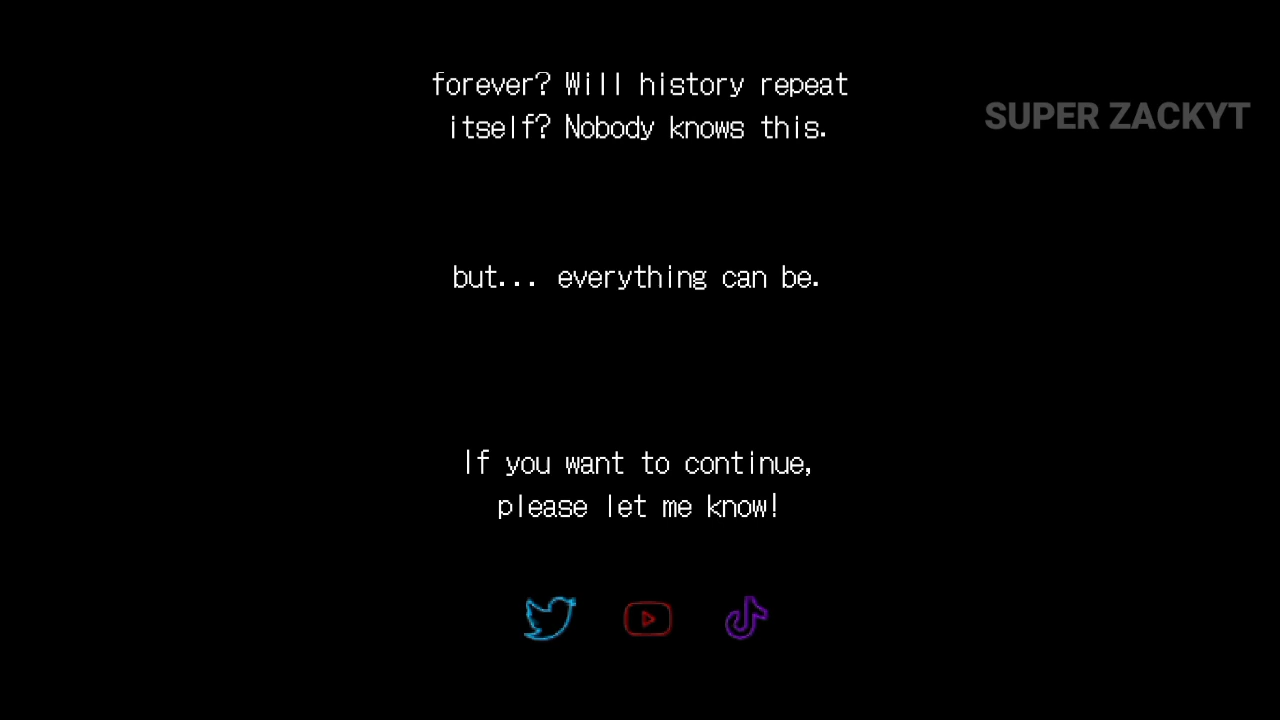 forever? Will history repeat
itself? Nobody knows this.
SUPER ZACKYT
but... everything can be.
If you want to continue,
please let me know!